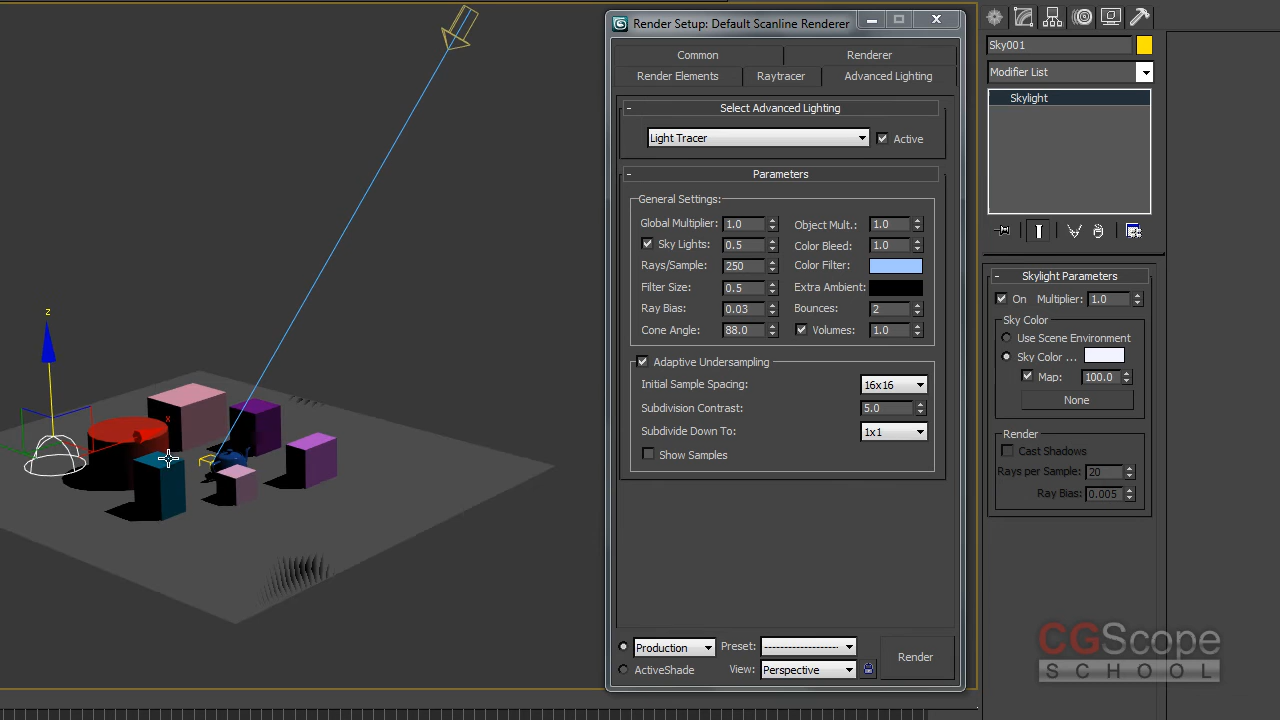 Render Setup: Default Scanline Renderer
Common
Renderer
Render Elements
Raytracer
Advanced Lighting
- Select Advanced Lighting
Light Tracer
Active
- Parameters
General Settings:
Global Multiplier: 1.0
Object Mult.: 1.0
Sky Lights: 0.5
Color Bleed: 1.0
Rays/Sample: 250
Color Filter:
Filter Size: 0.5
Extra Ambient:
Ray Bias: 0.03
Bounces: 2
Cone Angle: 88.0
Volumes: 1.0
Adaptive Undersampling
Initial Sample Spacing: 16x16
Subdivision Contrast: 5.0
Subdivide Down To: 1x1
Show Samples
Production
Preset: --------------------
ActiveShade
View: Perspective
Render
Sky001
Modifier List
Skylight
- Skylight Parameters
On Multiplier: 1.0
Sky Color
Use Scene Environment
Sky Color ...
Map: 100.0
None
Render
Cast Shadows
Rays per Sample: 20
Ray Bias: 0.005
z
x
CGScope
SCHOOL